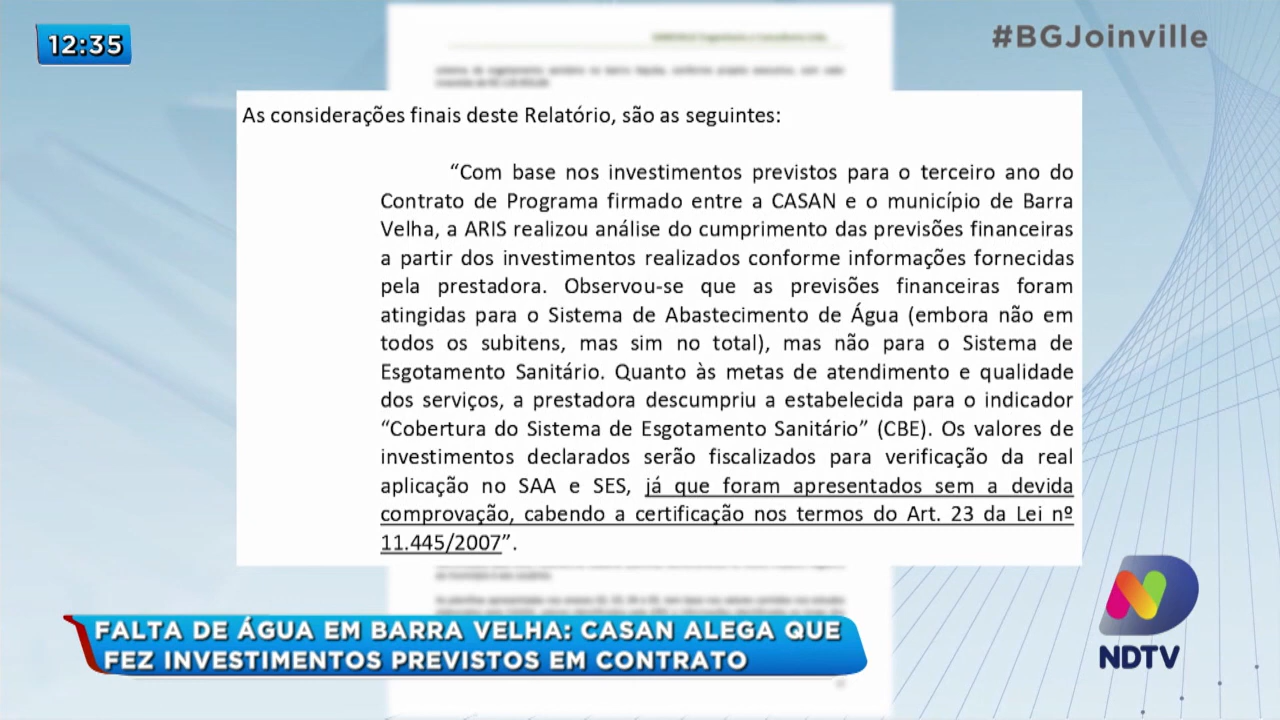 12:35
#BGJoinville
As considerações finais deste Relatório, são as seguintes:
“Com base nos investimentos previstos para o terceiro ano do
Contrato de Programa firmado entre a CASAN e o município de Barra
Velha, a ARIS realizou análise do cumprimento das previsões financeiras
a partir dos investimentos realizados conforme informações fornecidas
pela prestadora. Observou-se que as previsões financeiras foram
atingidas para o Sistema de Abastecimento de Água (embora não em
todos os subitens, mas sim no total), mas não para o Sistema de
Esgotamento Sanitário. Quanto às metas de atendimento e qualidade
dos serviços, a prestadora descumpriu a estabelecida para o indicador
“Cobertura do Sistema de Esgotamento Sanitário” (CBE). Os valores de
investimentos declarados serão fiscalizados para verificação da real
aplicação no SAA e SES, já que foram apresentados sem a devida
comprovação, cabendo a certificação nos termos do Art. 23 da Lei nº
11.445/2007”.
FALTA DE ÁGUA EM BARRA VELHA: CASAN ALEGA QUE
FEZ INVESTIMENTOS PREVISTOS EM CONTRATO
NDTV